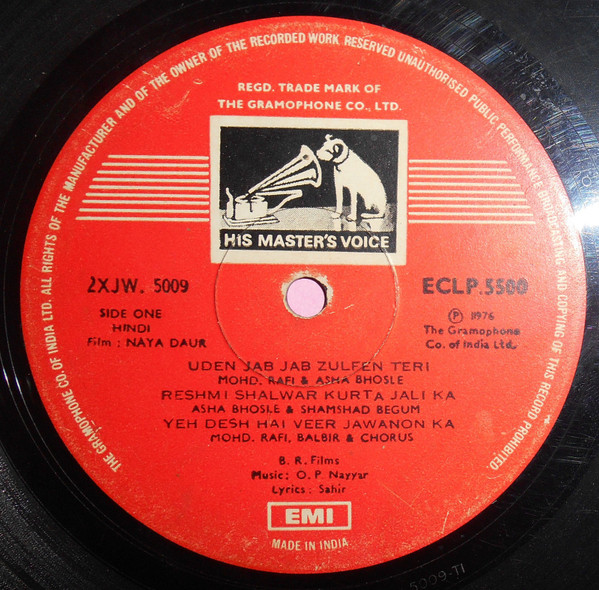 THE GRAMOPHONE CO. OF INDIA LTD. ALL RIGHTS OF THE MANUFACTURER AND OF THE OWNER OF THE RECORDED WORK RESERVED UNAUTHORISED PUBLIC PERFORMANCE BROADCASTING AND COPYING OF THIS RECORD PROHIBITED.
REGD. TRADE MARK OF
THE GRAMOPHONE CO., LTD.
HIS MASTER'S VOICE
2XJW. 5009
ECLP.5500
SIDE ONE
HINDI
Film : NAYA DAUR
Ⓟ 1976
The Gramophone
Co. of India Ltd.
UDEN JAB JAB ZULFEN TERI
MOHD. RAFI & ASHA BHOSLE
RESHMI SHALWAR KURTA JALI KA
ASHA BHOSLE & SHAMSHAD BEGUM
YEH DESH HAI VEER JAWANON KA
MOHD. RAFI, BALBIR & CHORUS
B. R. Films
Music : O. P. Nayyar
Lyrics : Sahir
EMI
MADE IN INDIA
5009-T1